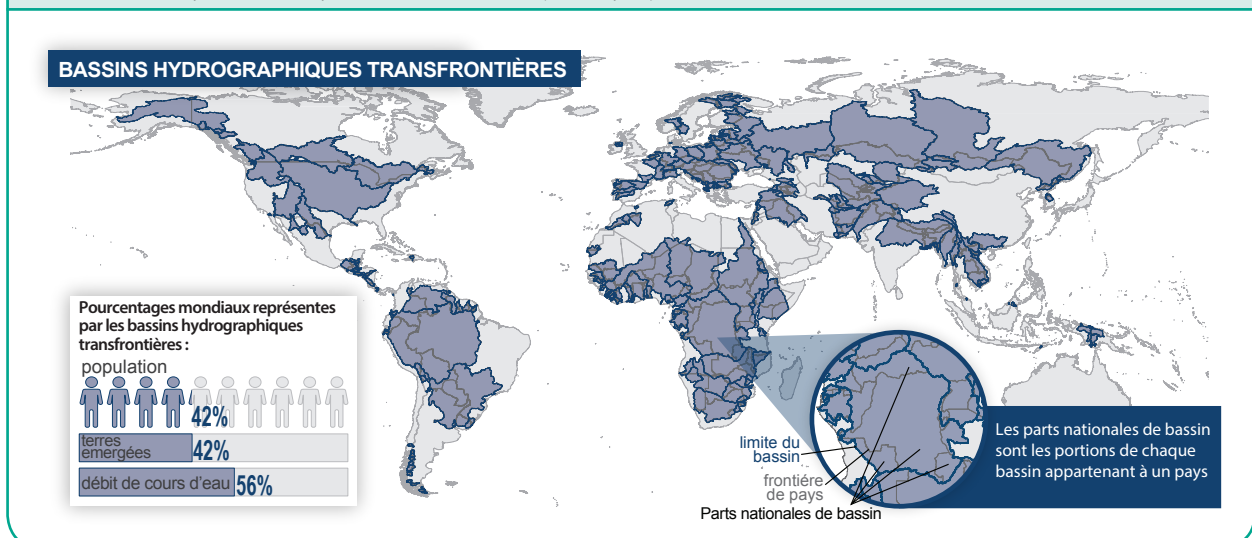 BASSINS HYDROGRAPHIQUES TRANSFRONTIÈRES
Pourcentages mondiaux représentes
par les bassins hydrographiques
transfrontières :
population
42%
terres
emergées
42%
débit de cours d'eau
56%
limite du
bassin
frontiére
de pays
Parts nationales de bassin
Les parts nationales de bassin
sont les portions de chaque
bassin appartenant à un pays